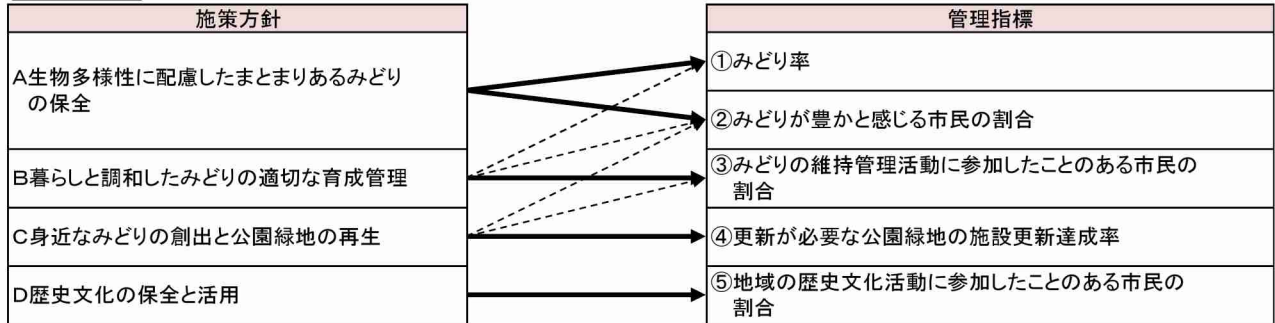 施策方針
管理指標
A生物多様性に配慮したまとまりあるみどり
の保全
①みどり率
②みどりが豊かと感じる市民の割合
B暮らしと調和したみどりの適切な育成管理
③みどりの維持管理活動に参加したことのある市民の
割合
C身近なみどりの創出と公園緑地の再生
④更新が必要な公園緑地の施設更新達成率
D歴史文化の保全と活用
⑤地域の歴史文化活動に参加したことのある市民の
割合